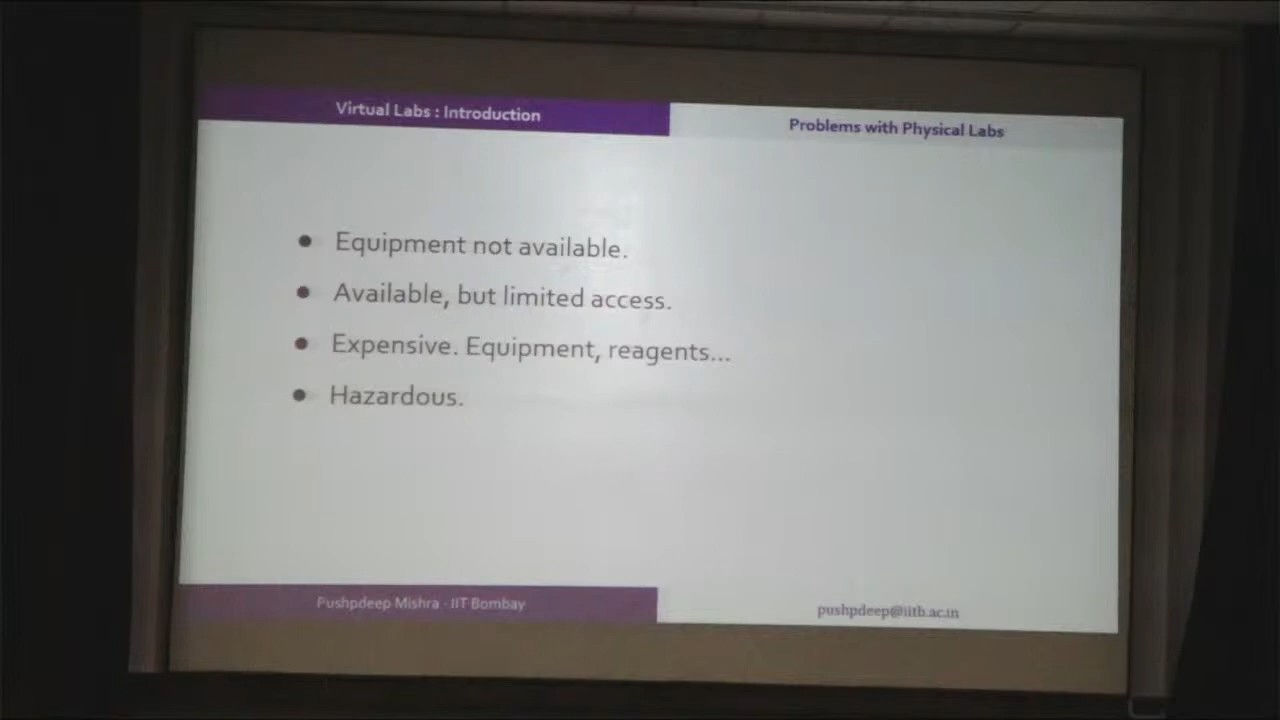 Virtual Labs : Introduction
Problems with Physical Labs
Equipment not available.
Available, but limited access.
Expensive. Equipment, reagents...
Hazardous.
Pushpdeep Mishra - IIT Bombay
pushpdeep@iitb.ac.in